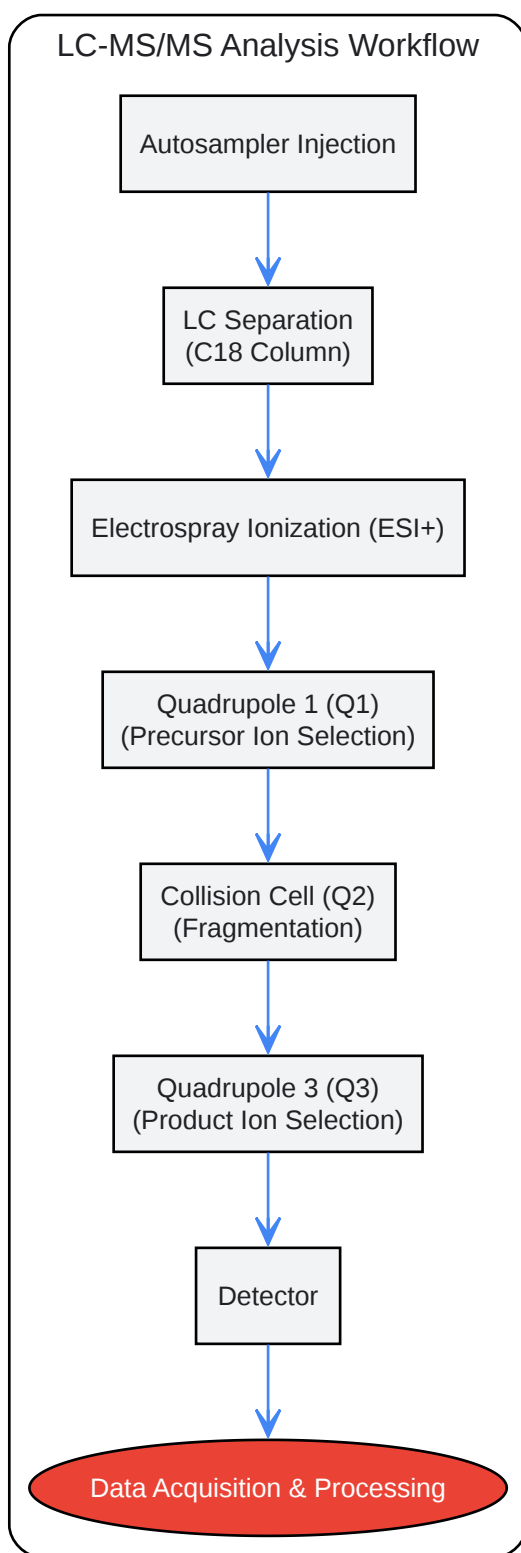 LC-MS/MS Analysis Workflow
Autosampler Injection
LC Separation
(C18 Column)
Electrospray Ionization (ESI+)
Quadrupole 1 (Q1)
(Precursor Ion Selection)
Collision Cell (Q2)
(Fragmentation)
Quadrupole 3 (Q3)
(Product Ion Selection)
Detector
Data Acquisition & Processing